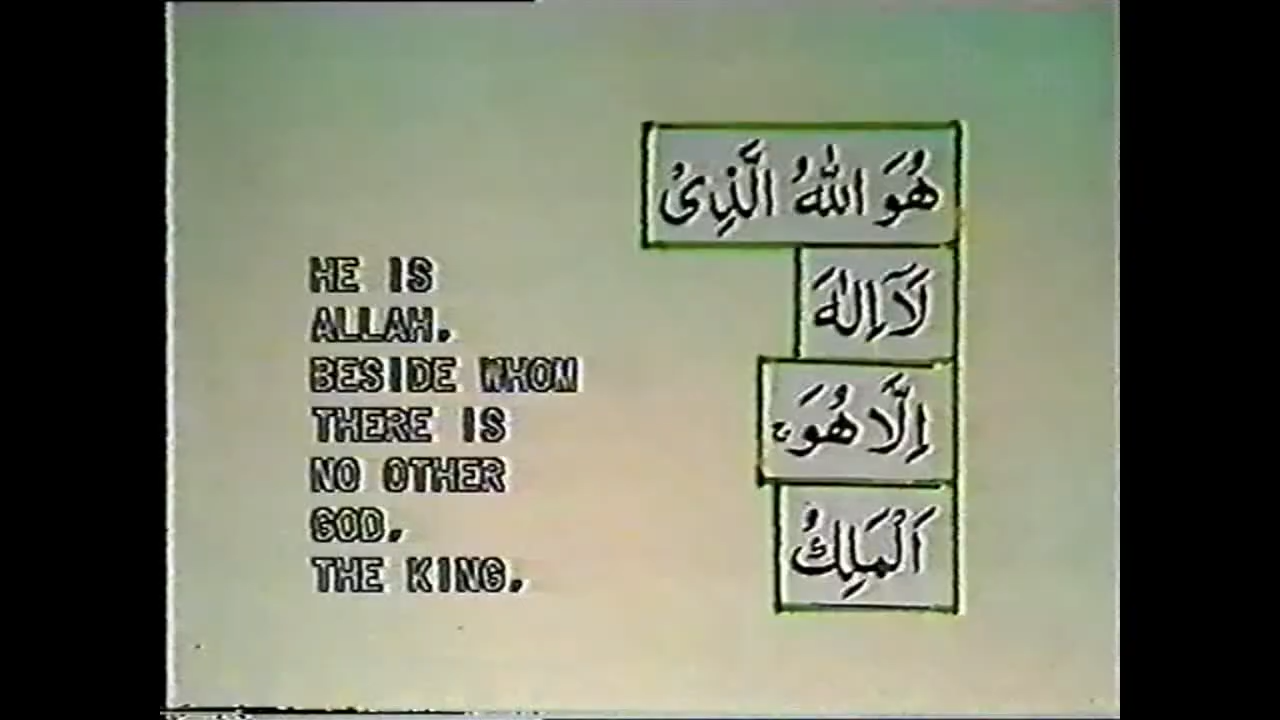 HE IS
ALLAH,
BESIDE WHOM
THERE IS
NO OTHER
GOD,
THE KING,
هُوَ اللّٰهُ الَّذِىْ
لَآ اِلٰهَ
اِلَّا هُوَ ۚ
اَلْمَلِكُ